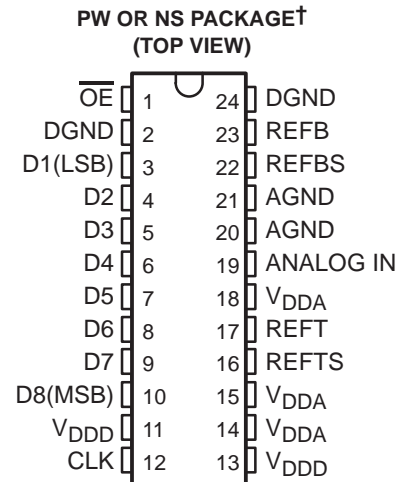 PW OR NS PACKAGE†
(TOP VIEW)
OE 1 24 DGND
DGND 2 23 REFB
D1(LSB) 3 22 REFBS
D2 4 21 AGND
D3 5 20 AGND
D4 6 19 ANALOG IN
D5 7 18 VDDA
D6 8 17 REFT
D7 9 16 REFTS
D8(MSB) 10 15 VDDA
VDDD 11 14 VDDA
CLK 12 13 VDDD